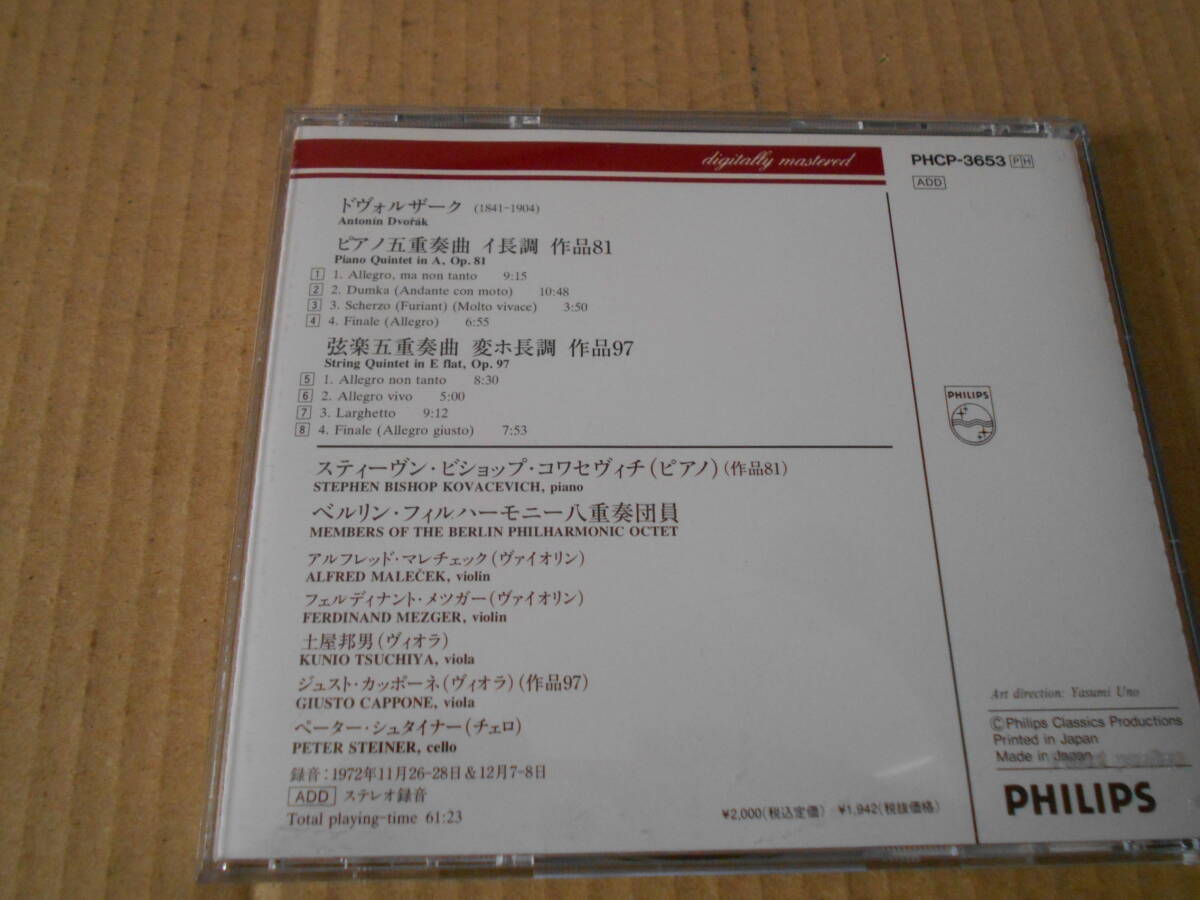 digitally mastered
PHCP-3653 PH
ADD
ドヴォルザーク (1841-1904)
Antonín Dvořák
ピアノ五重奏曲 イ長調 作品81
Piano Quintet in A, Op. 81
1 1. Allegro, ma non tanto 9:15
2 2. Dumka (Andante con moto) 10:48
3 3. Scherzo (Furiant) (Molto vivace) 3:50
4 4. Finale (Allegro) 6:55
弦楽五重奏曲 変ホ長調 作品97
String Quintet in E flat, Op. 97
5 1. Allegro non tanto 8:30
6 2. Allegro vivo 5:00
7 3. Larghetto 9:12
8 4. Finale (Allegro giusto) 7:53
スティーヴン・ビショップ・コワセヴィチ(ピアノ)(作品81)
STEPHEN BISHOP KOVACEVICH, piano
ベルリン・フィルハーモニー八重奏団員
MEMBERS OF THE BERLIN PHILHARMONIC OCTET
アルフレッド・マレチェック(ヴァイオリン)
ALFRED MALEČEK, violin
フェルディナント・メツガー(ヴァイオリン)
FERDINAND MEZGER, violin
土屋邦男(ヴィオラ)
KUNIO TSUCHIYA, viola
ジュスト・カッポーネ(ヴィオラ)(作品97)
GIUSTO CAPPONE, viola
ペーター・シュタイナー(チェロ)
PETER STEINER, cello
録音:1972年11月26-28日&12月7-8日
ADD ステレオ録音
Total playing-time 61:23
¥2,000(税込定価) ¥1,942(税抜価格)
PHILIPS
Art direction: Yasumi Uno
©Philips Classics Productions
Printed in Japan
Made in Japan
PHILIPS